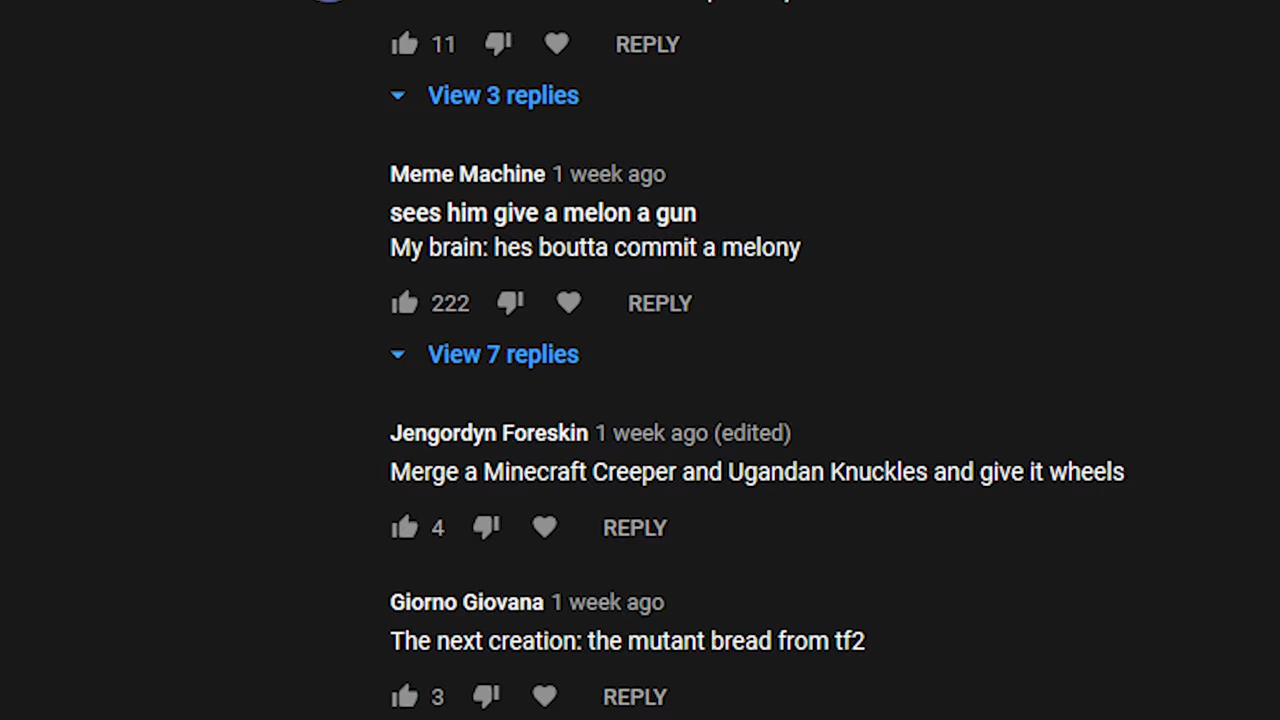 11 REPLY
View 3 replies
Meme Machine 1 week ago
sees him give a melon a gun
My brain: hes boutta commit a melony
222 REPLY
View 7 replies
Jengordyn Foreskin 1 week ago (edited)
Merge a Minecraft Creeper and Ugandan Knuckles and give it wheels
4 REPLY
Giorno Giovana 1 week ago
The next creation: the mutant bread from tf2
3 REPLY